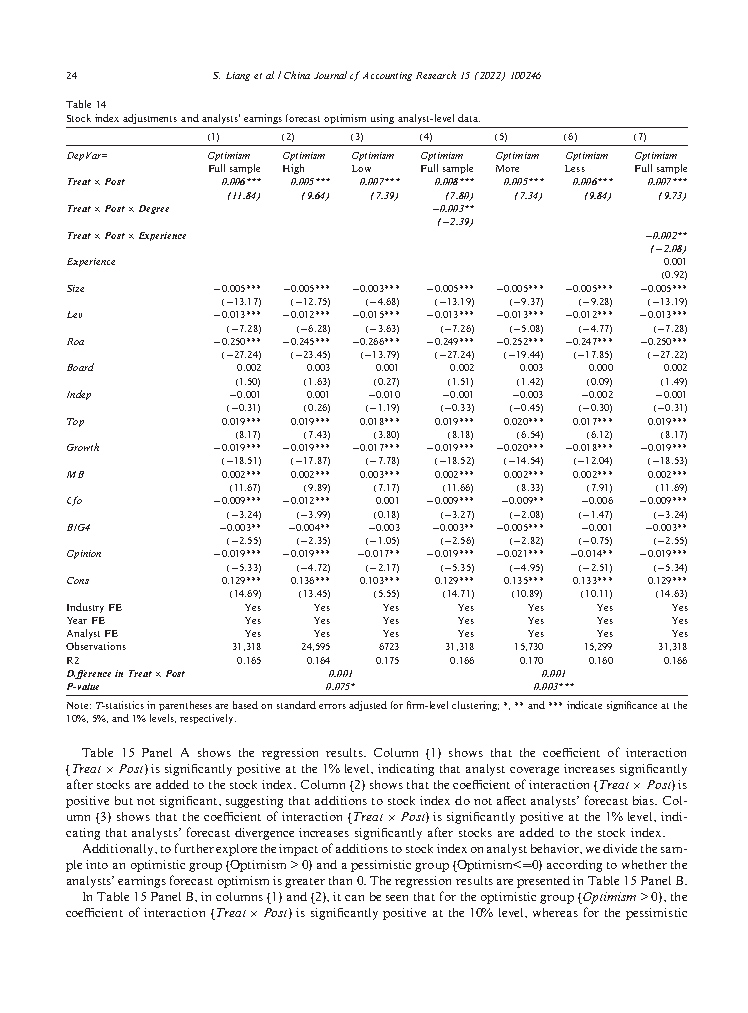 24 S. Liang et al. / China Journal of Accounting Research 15 (2022) 100246
Table 14
Stock index adjustments and analysts' earnings forecast optimism using analyst-level data.
(1) (2) (3) (4) (5) (6) (7)
DepVar= Optimism Optimism Optimism Optimism Optimism Optimism Optimism
Full sample High Low Full sample More Less Full sample
Treat × Post 0.006*** 0.005*** 0.007*** 0.008*** 0.005*** 0.006*** 0.007***
(11.84) (9.64) (7.39) (7.80) (7.34) (9.84) (9.73)
Treat × Post × Degree −0.003**
(−2.39)
Treat × Post × Experience −0.002**
(−2.08)
Experience 0.001
(0.92)
Size −0.005*** −0.005*** −0.003*** −0.005*** −0.005*** −0.005*** −0.005***
(−13.17) (−12.75) (−4.68) (−13.19) (−9.37) (−9.28) (−13.19)
Lev −0.013*** −0.012*** −0.015*** −0.013*** −0.013*** −0.012*** −0.013***
(−7.28) (−6.28) (−3.63) (−7.26) (−5.08) (−4.77) (−7.28)
Roa −0.250*** −0.245*** −0.266*** −0.249*** −0.252*** −0.247*** −0.250***
(−27.24) (−23.45) (−13.79) (−27.24) (−19.44) (−17.85) (−27.22)
Board 0.002 0.003 0.001 0.002 0.003 0.000 0.002
(1.50) (1.63) (0.27) (1.51) (1.42) (0.09) (1.49)
Indep −0.001 0.001 −0.010 −0.001 −0.003 −0.002 −0.001
(−0.31) (0.26) (−1.19) (−0.33) (−0.45) (−0.30) (−0.31)
Top 0.019*** 0.019*** 0.018*** 0.019*** 0.020*** 0.017*** 0.019***
(8.17) (7.43) (3.80) (8.18) (6.54) (6.12) (8.17)
Growth −0.019*** −0.019*** −0.017*** −0.019*** −0.020*** −0.018*** −0.019***
(−18.51) (−17.87) (−7.78) (−18.52) (−14.54) (−12.04) (−18.53)
MB 0.002*** 0.002*** 0.003*** 0.002*** 0.002*** 0.002*** 0.002***
(11.67) (9.89) (7.17) (11.66) (8.33) (7.91) (11.69)
Cfo −0.009*** −0.012*** 0.001 −0.009*** −0.009** −0.006 −0.009***
(−3.24) (−3.99) (0.18) (−3.27) (−2.08) (−1.47) (−3.24)
BIG4 −0.003** −0.004** −0.003 −0.003** −0.005*** −0.001 −0.003**
(−2.55) (−2.35) (−1.05) (−2.56) (−2.82) (−0.75) (−2.55)
Opinion −0.019*** −0.019*** −0.017** −0.019*** −0.021*** −0.014** −0.019***
(−5.33) (−4.72) (−2.17) (−5.35) (−4.95) (−2.51) (−5.34)
Cons 0.129*** 0.136*** 0.103*** 0.129*** 0.135*** 0.133*** 0.129***
(14.69) (13.45) (5.55) (14.71) (10.89) (10.11) (14.63)
Industry FE Yes Yes Yes Yes Yes Yes Yes
Year FE Yes Yes Yes Yes Yes Yes Yes
Analyst FE Yes Yes Yes Yes Yes Yes Yes
Observations 31,318 24,595 6723 31,318 15,730 15,299 31,318
R2 0.165 0.164 0.175 0.166 0.170 0.160 0.166
Difference in Treat × Post 0.001 0.001
P-value 0.075* 0.003***
Note: T-statistics in parentheses are based on standard errors adjusted for firm-level clustering; *, ** and *** indicate significance at the
10%, 5%, and 1% levels, respectively.
Table 15 Panel A shows the regression results. Column (1) shows that the coefficient of interaction
(Treat × Post) is significantly positive at the 1% level, indicating that analyst coverage increases significantly
after stocks are added to the stock index. Column (2) shows that the coefficient of interaction (Treat × Post) is
positive but not significant, suggesting that additions to stock index do not affect analysts' forecast bias. Col-
umn (3) shows that the coefficient of interaction (Treat × Post) is significantly positive at the 1% level, indi-
cating that analysts' forecast divergence increases significantly after stocks are added to the stock index.
Additionally, to further explore the impact of additions to stock index on analyst behavior, we divide the sam-
ple into an optimistic group (Optimism > 0) and a pessimistic group (Optimism<=0) according to whether the
analysts' earnings forecast optimism is greater than 0. The regression results are presented in Table 15 Panel B.
In Table 15 Panel B, in columns (1) and (2), it can be seen that for the optimistic group (Optimism > 0), the
coefficient of interaction (Treat × Post) is significantly positive at the 10% level, whereas for the pessimistic